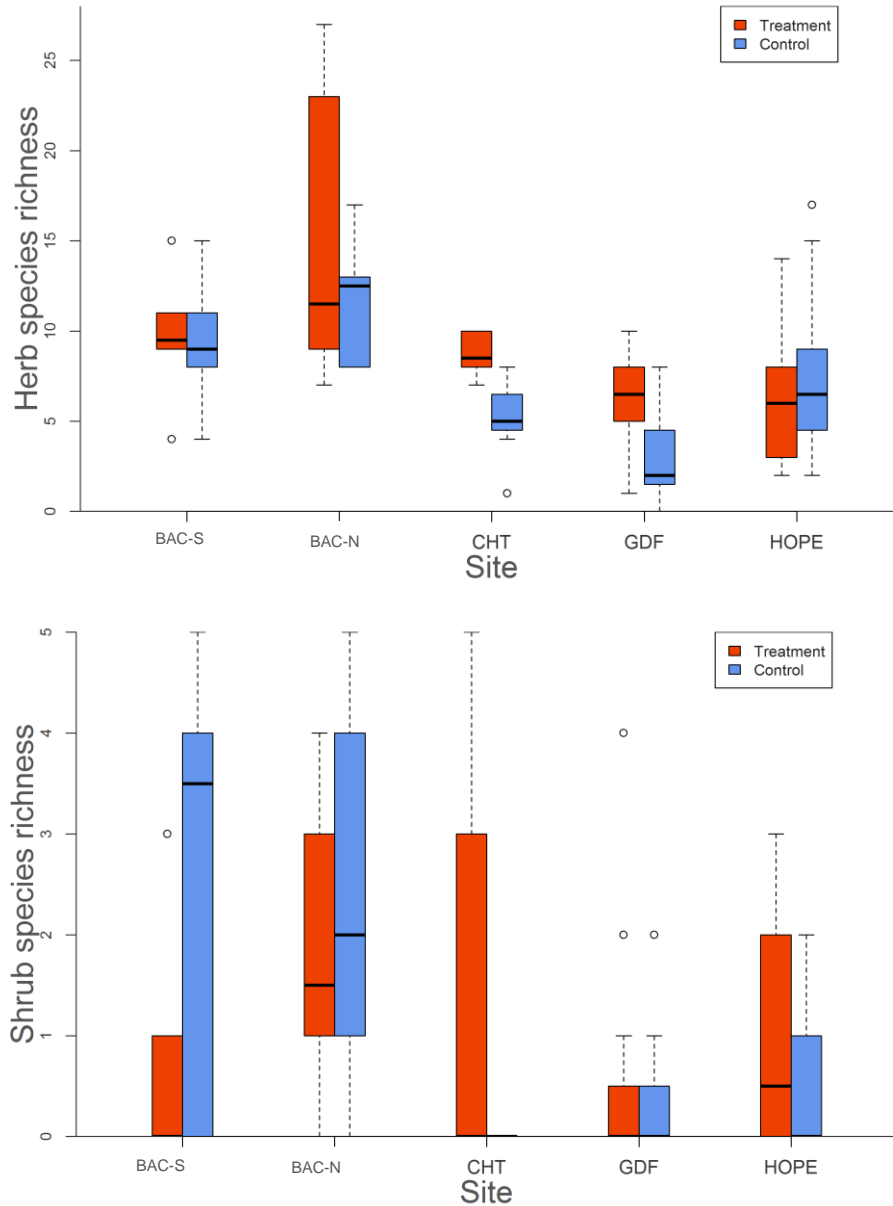 Treatment
Control
25
20
15
10
5
0
Herb species richness
BAC-S BAC-N CHT GDF HOPE
Site
Treatment
Control
5
4
3
2
1
0
Shrub species richness
BAC-S BAC-N CHT GDF HOPE
Site